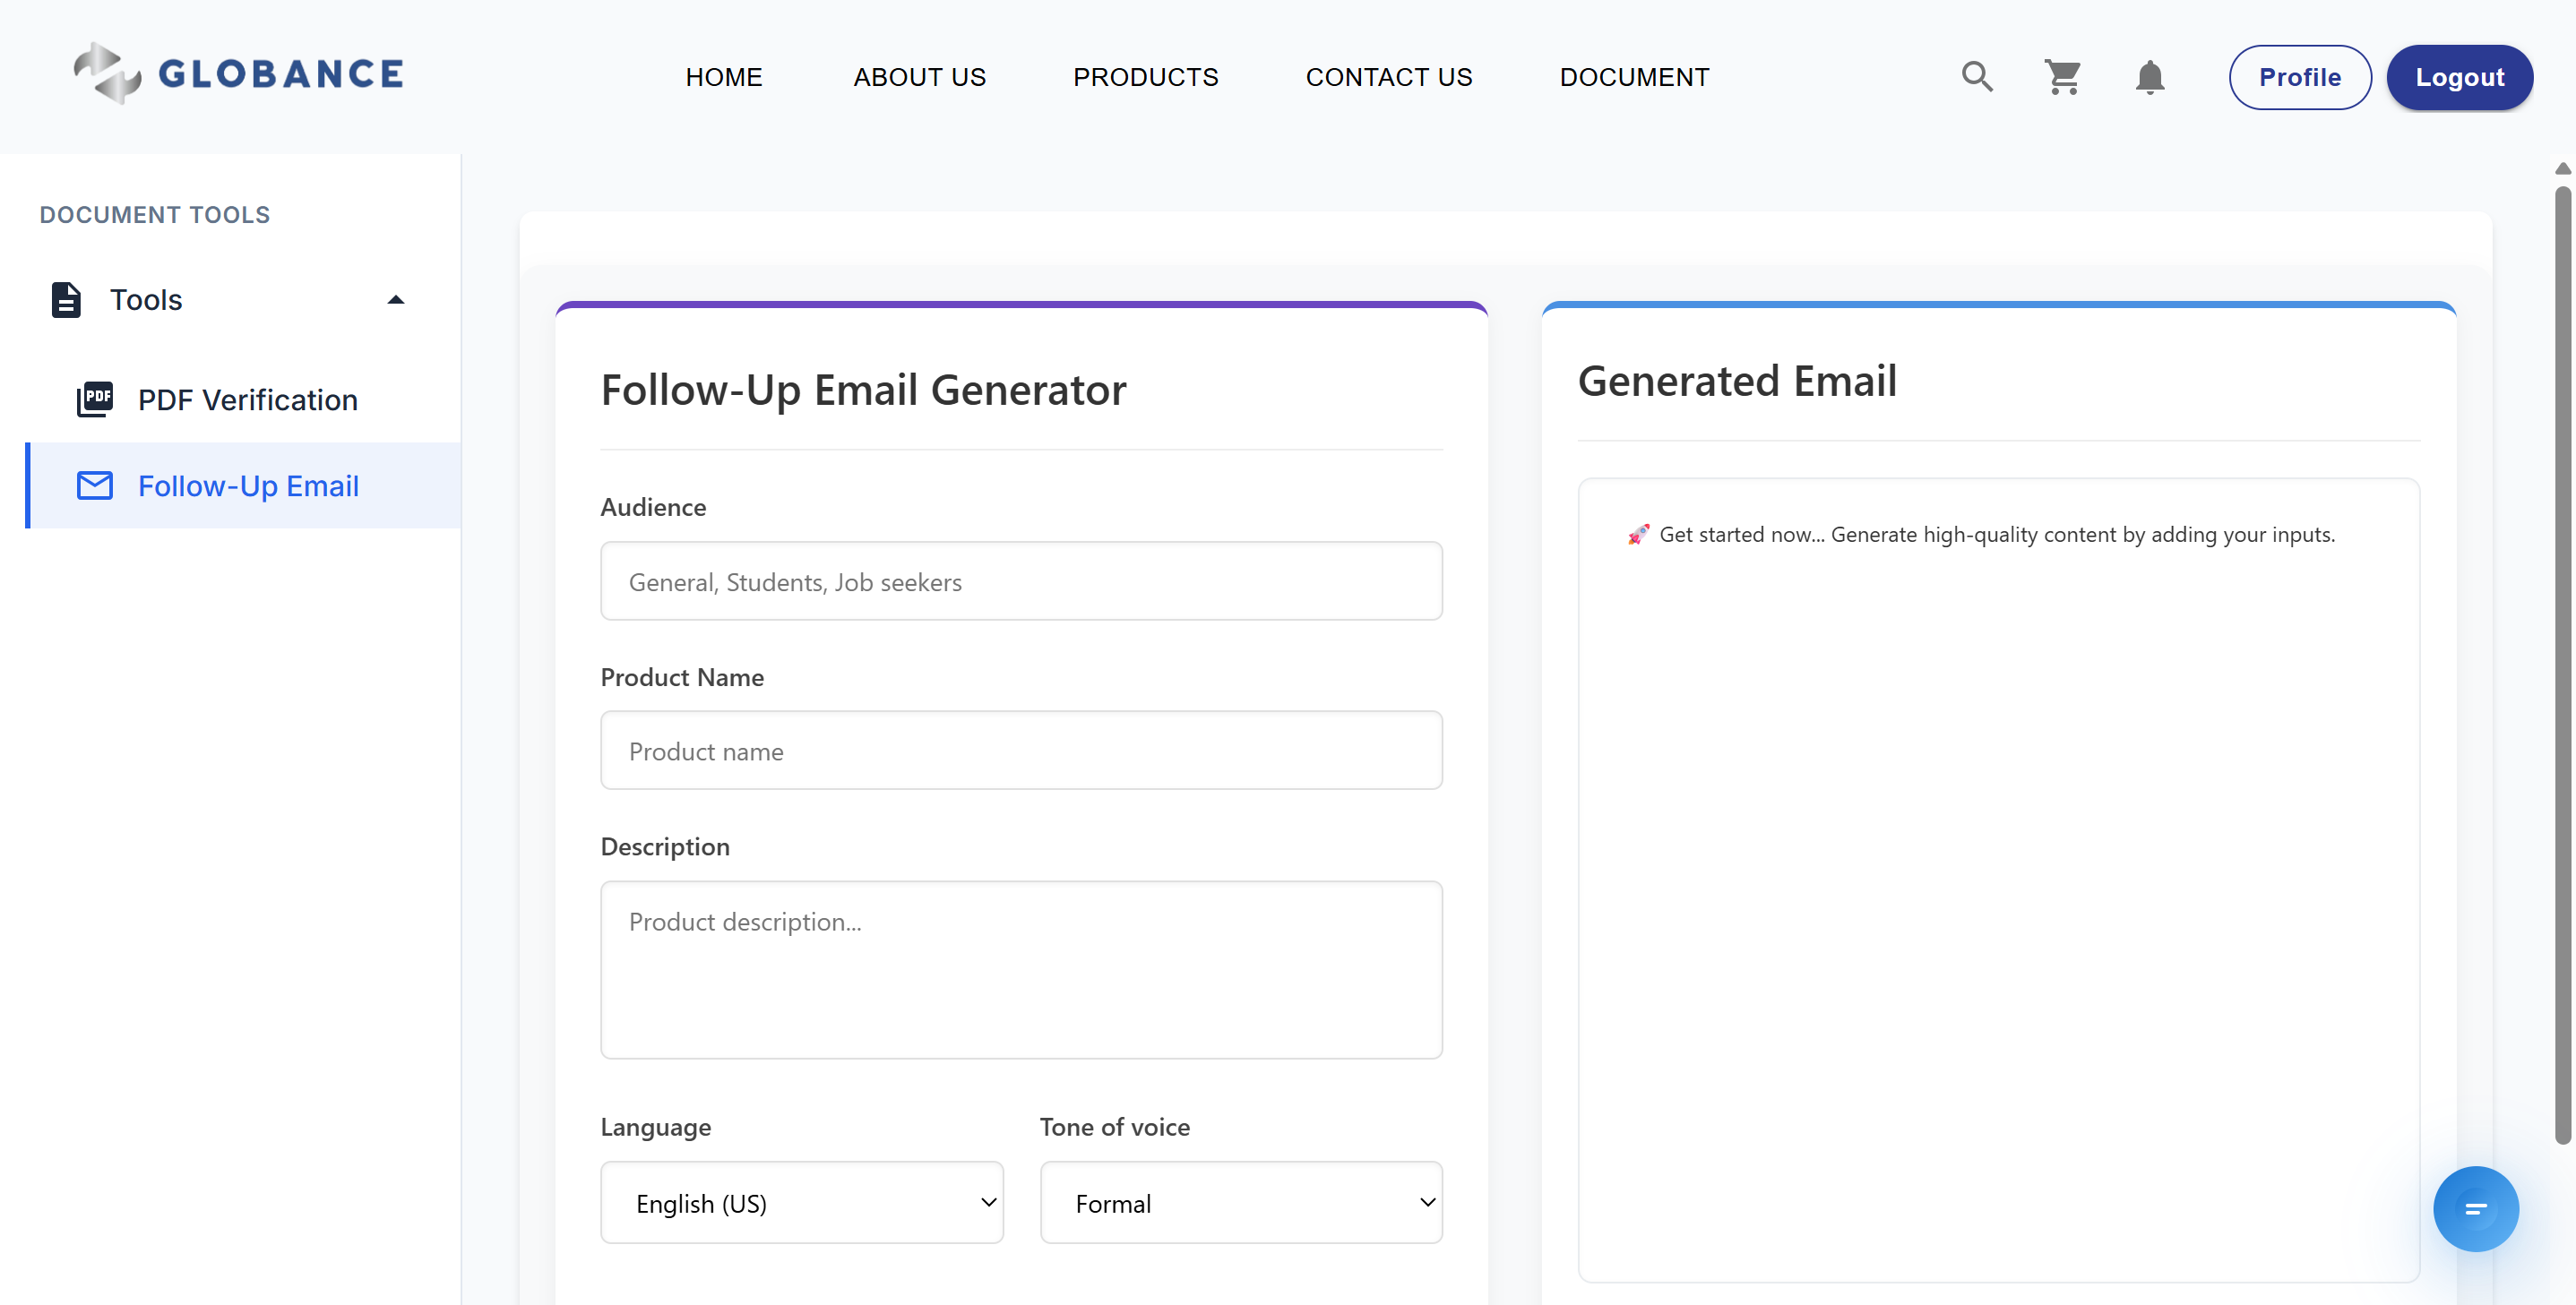 GLOBANCE
HOME
ABOUT US
PRODUCTS
CONTACT US
DOCUMENT
Profile
Logout
DOCUMENT TOOLS
Tools
PDF
PDF Verification
Follow-Up Email
Follow-Up Email Generator
Audience
General, Students, Job seekers
Product Name
Product name
Description
Product description...
Language
Tone of voice
English (US)
Formal
Generated Email
🚀 Get started now... Generate high-quality content by adding your inputs.